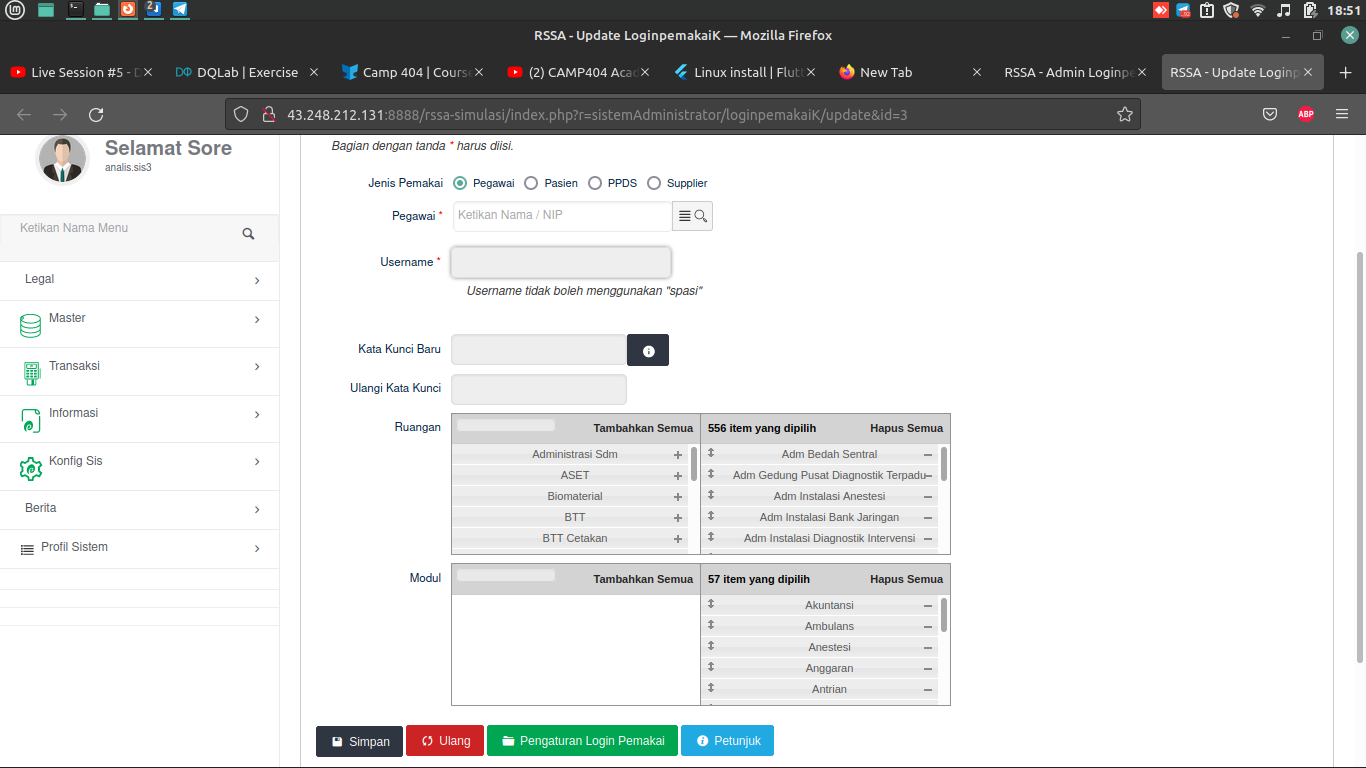 2
92
18:51
RSSA - Update LoginpemakaiK — Mozilla Firefox
Live Session #5 - D
DQLab | Exercise
Camp 404 | Course
(2) CAMP404 Aca
Linux install | Flut
New Tab
RSSA - Admin Loginpe
RSSA - Update Loginp
43.248.212.131:8888/rssa-simulasi/index.php?r=sistemAdministrator/loginpemakaiK/update&id=3
ABP
Selamat Sore
analis.sis3
Ketikan Nama Menu
Legal
Master
Transaksi
Informasi
Konfig Sis
Berita
Profil Sistem
Bagian dengan tanda * harus diisi.
Jenis Pemakai Pegawai Pasien PPDS Supplier
Pegawai * Ketikan Nama / NIP
Username *
Username tidak boleh menggunakan "spasi"
Kata Kunci Baru
Ulangi Kata Kunci
Ruangan
Tambahkan Semua
Administrasi Sdm
ASET
Biomaterial
BTT
BTT Cetakan
556 item yang dipilih Hapus Semua
Adm Bedah Sentral
Adm Gedung Pusat Diagnostik Terpadu
Adm Instalasi Anestesi
Adm Instalasi Bank Jaringan
Adm Instalasi Diagnostik Intervensi
Modul
Tambahkan Semua
57 item yang dipilih Hapus Semua
Akuntansi
Ambulans
Anestesi
Anggaran
Antrian
Simpan Ulang Pengaturan Login Pemakai Petunjuk